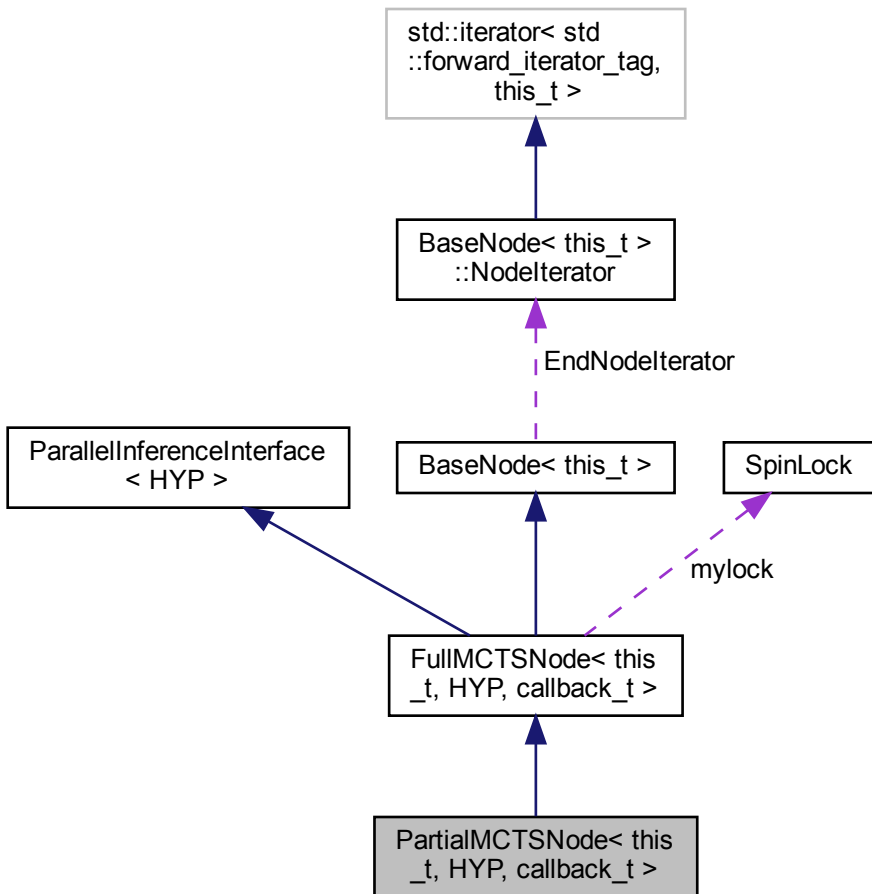 std::iterator< std
::forward_iterator_tag,
this_t >
BaseNode< this_t >
::NodeIterator
EndNodeIterator
ParallelInferenceInterface
< HYP >
BaseNode< this_t >
SpinLock
mylock
FullMCTSNode< this
_t, HYP, callback_t >
PartialMCTSNode< this
_t, HYP, callback_t >